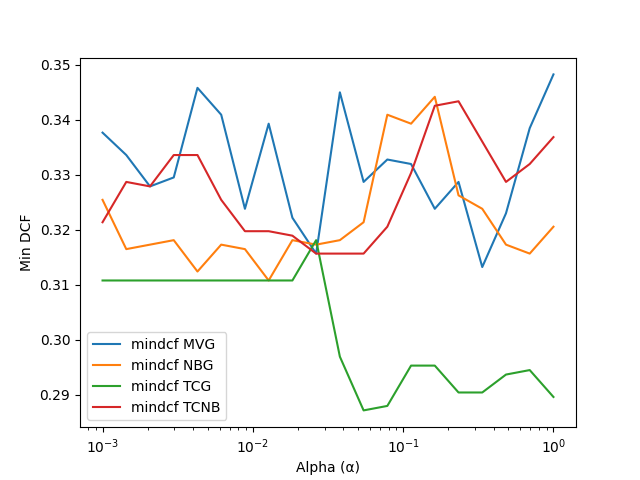 0.35
0.34
0.33
0.32
0.31
0.30
0.29
Min DCF
mindcf MVG
mindcf NBG
mindcf TCG
mindcf TCNB
10⁻³ 10⁻² 10⁻¹ 10⁰
Alpha (α)